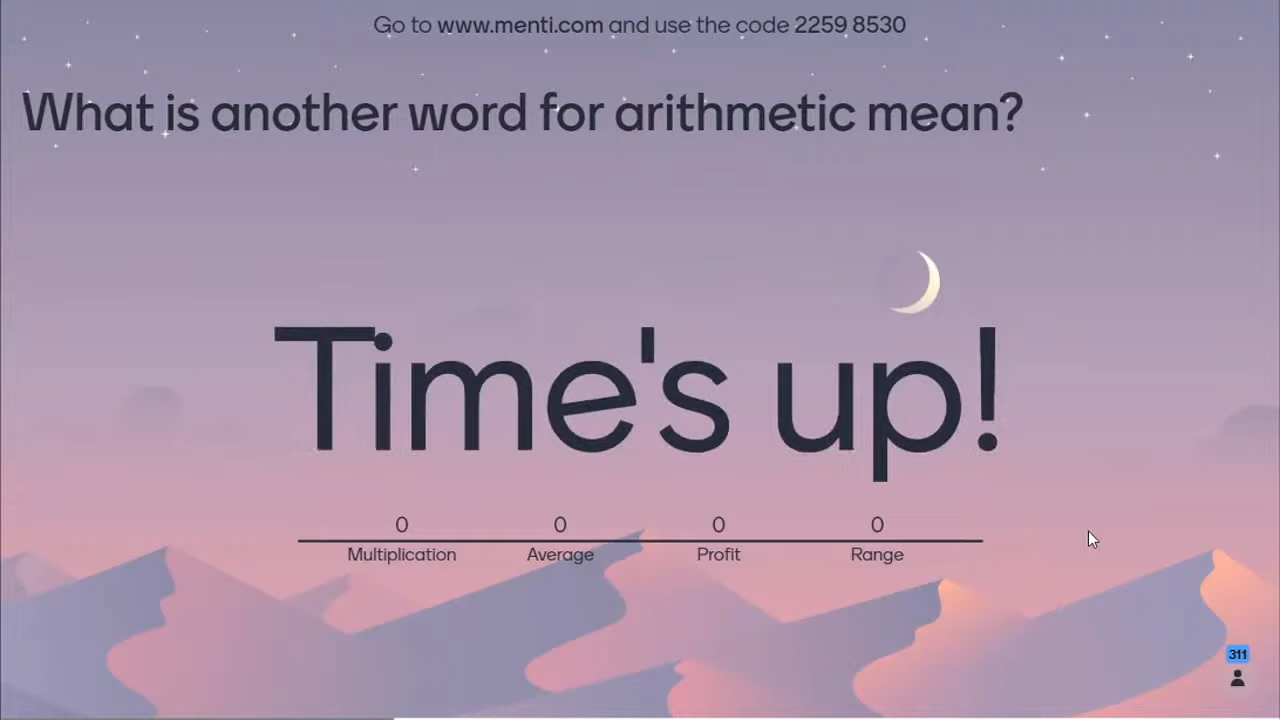 Go to www.menti.com and use the code 2259 8530
What is another word for arithmetic mean?
Time's up!
0 0 0 0
Multiplication Average Profit Range
311